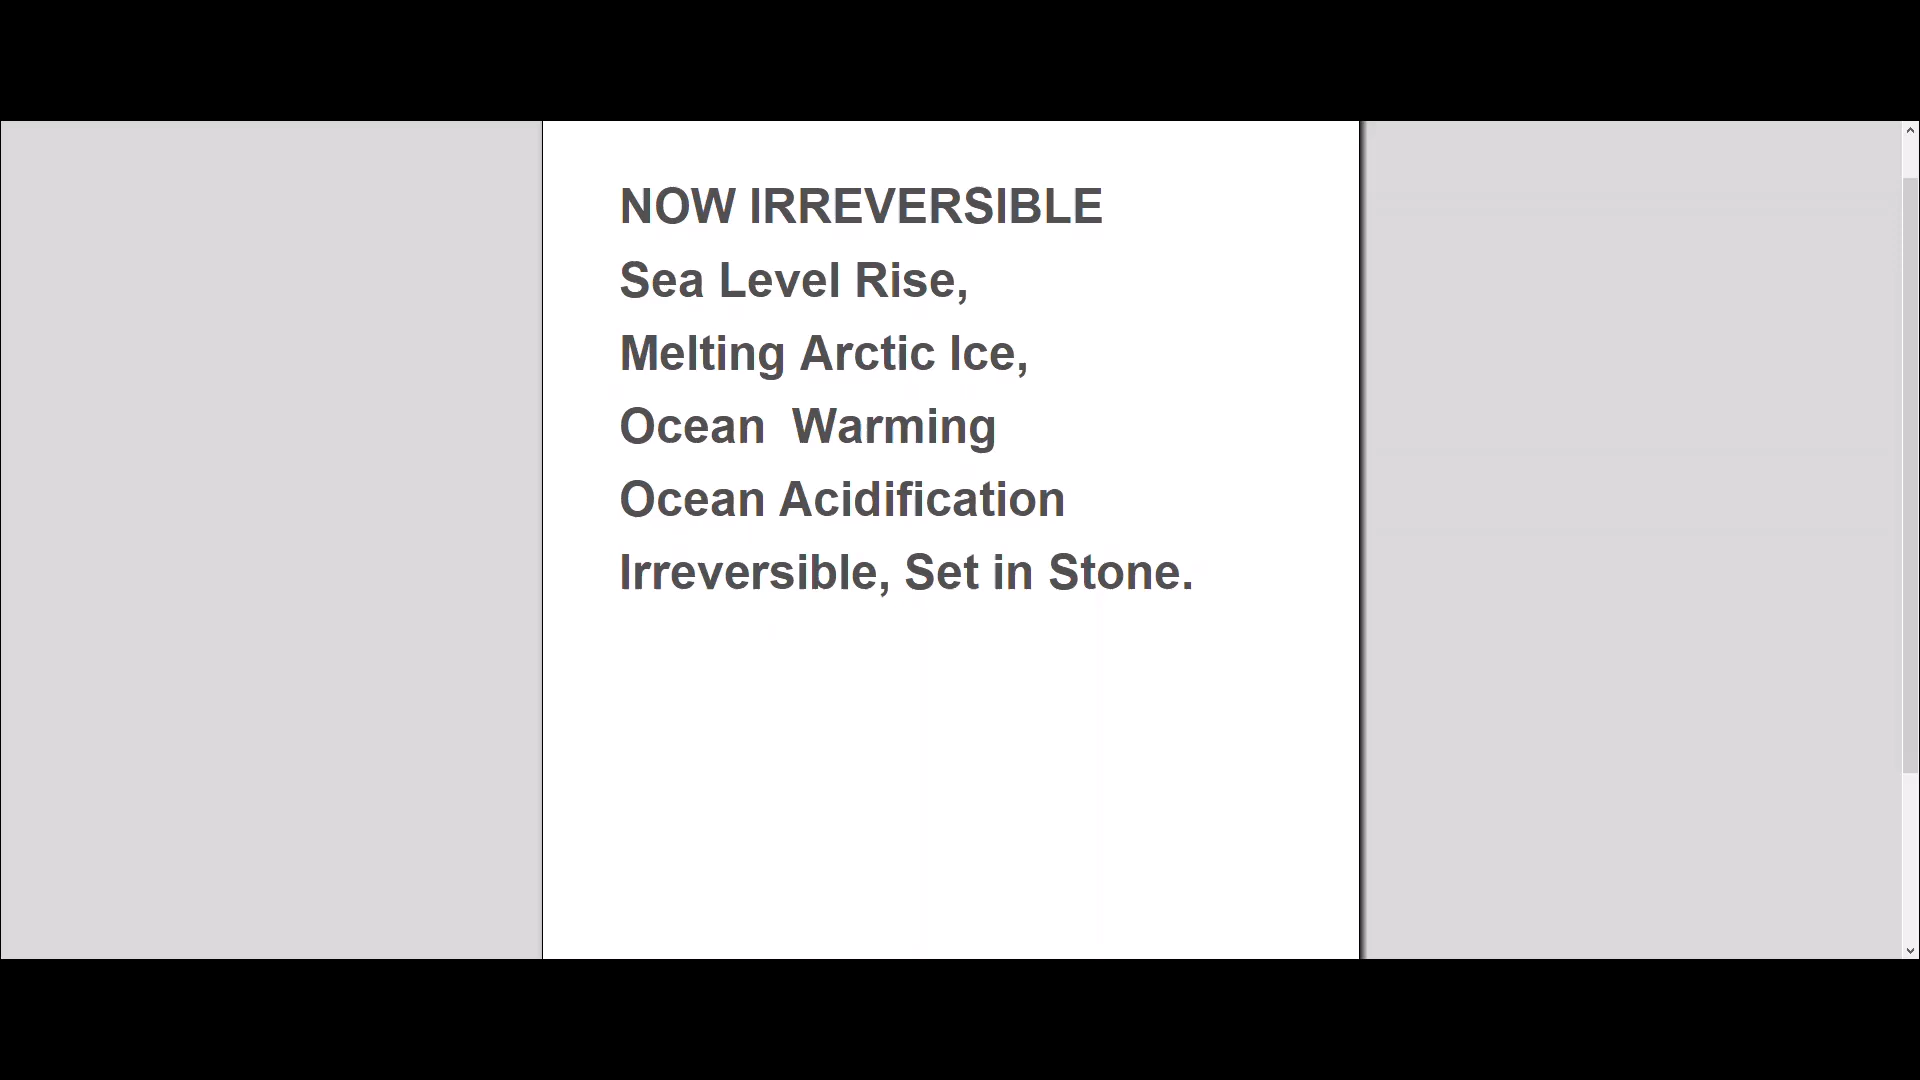 NOW IRREVERSIBLE
Sea Level Rise,
Melting Arctic Ice,
Ocean  Warming
Ocean Acidification
Irreversible, Set in Stone.